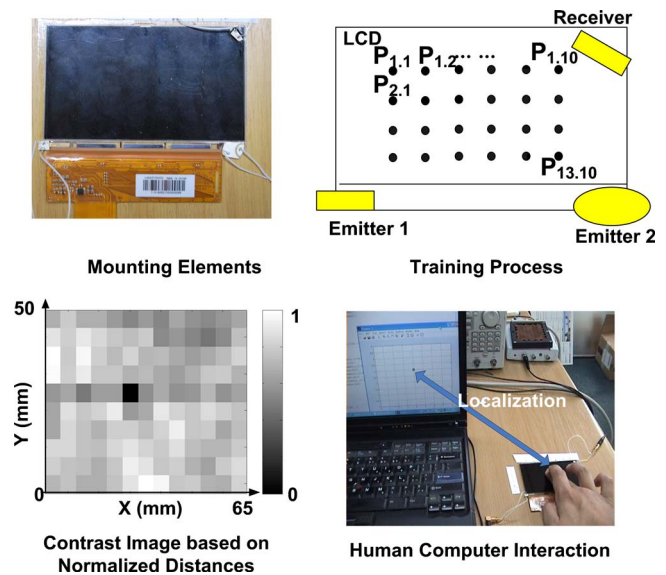 Receiver
LCD
P1.1 P1.2 ... ... P1.10
P2.1
P13.10
Emitter 1
Emitter 2
Mounting Elements
Training Process
50
1
Y (mm)
0
X (mm)
65
0
Localization
Contrast Image based on
Normalized Distances
Human Computer Interaction